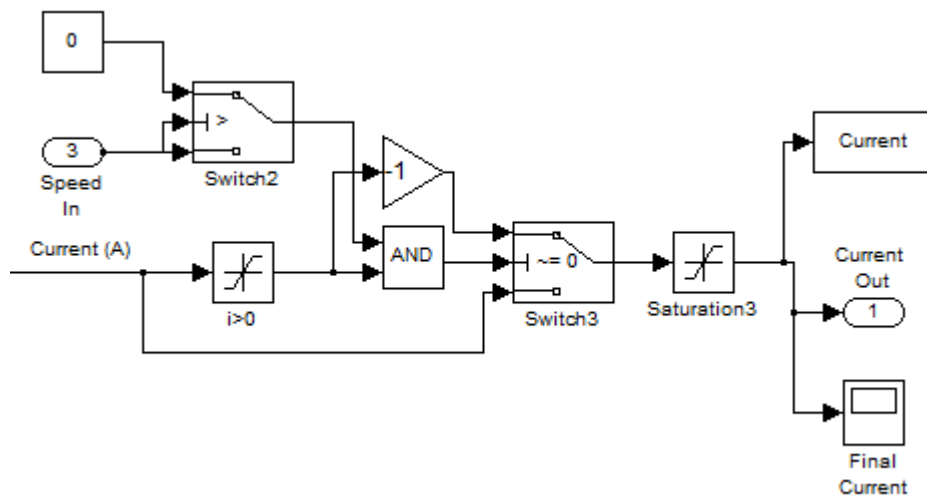 0
>
3
Switch2
Speed
In
-1
Current
Current (A)
AND
~= 0
Current
Out
1
i>0
Switch3
Saturation3
Final
Current